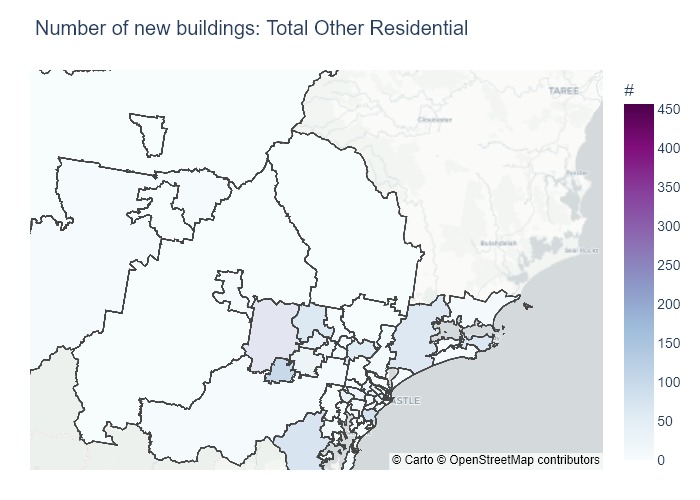 Number of new buildings: Total Other Residential
#
450
400
350
300
250
200
150
100
50
0
TAREE
Gloucester
Forster
Bulahdelah
Seal Rocks
ASTLE
© Carto © OpenStreetMap contributors